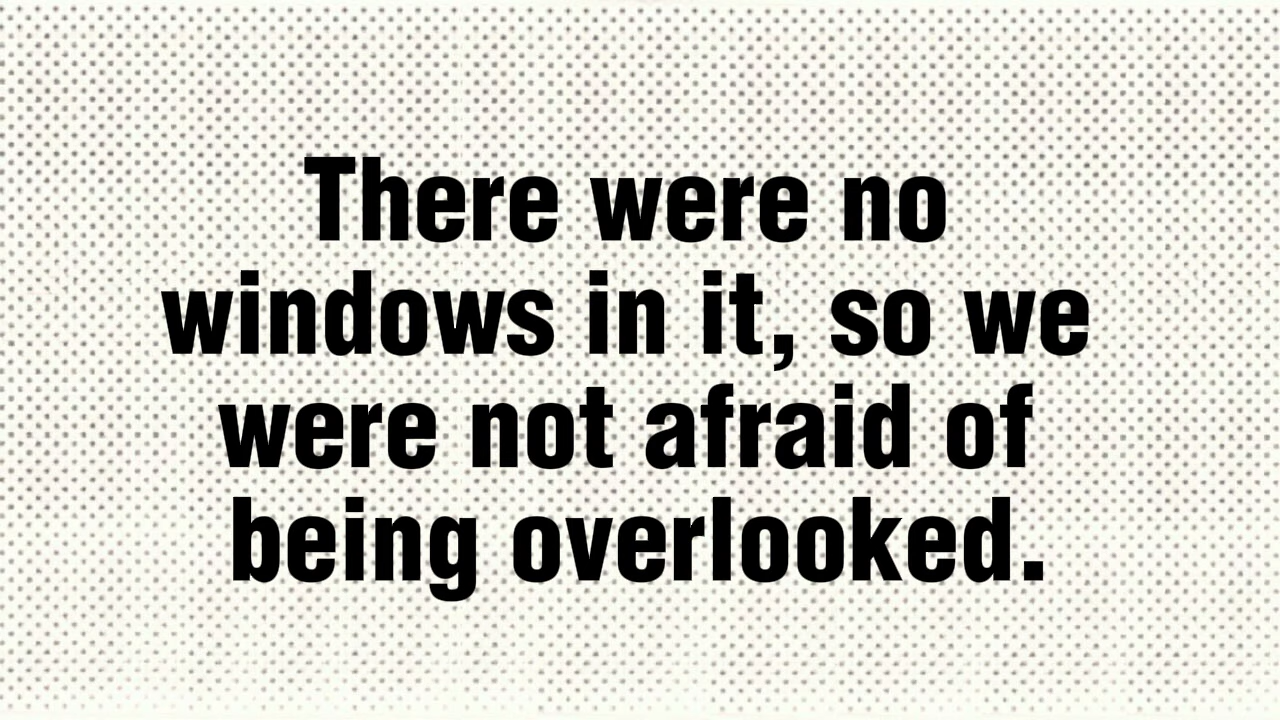 There were no
windows in it, so we
were not afraid of
being overlooked.